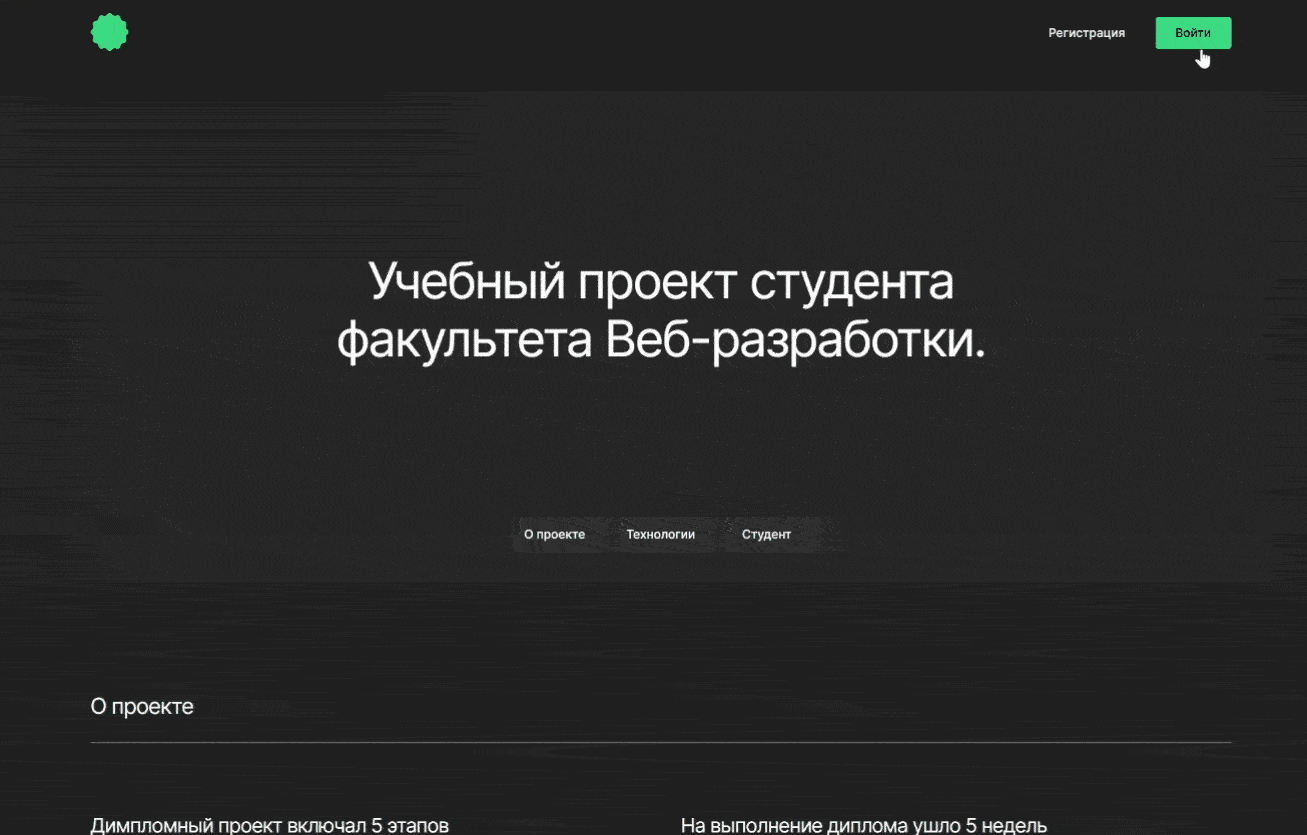 Регистрация
Войти
Учебный проект студента
факультета Веб-разработки.
О проекте
Технологии
Студент
О проекте
Димпломный проект включал 5 этапов
На выполнение диплома ушло 5 недель